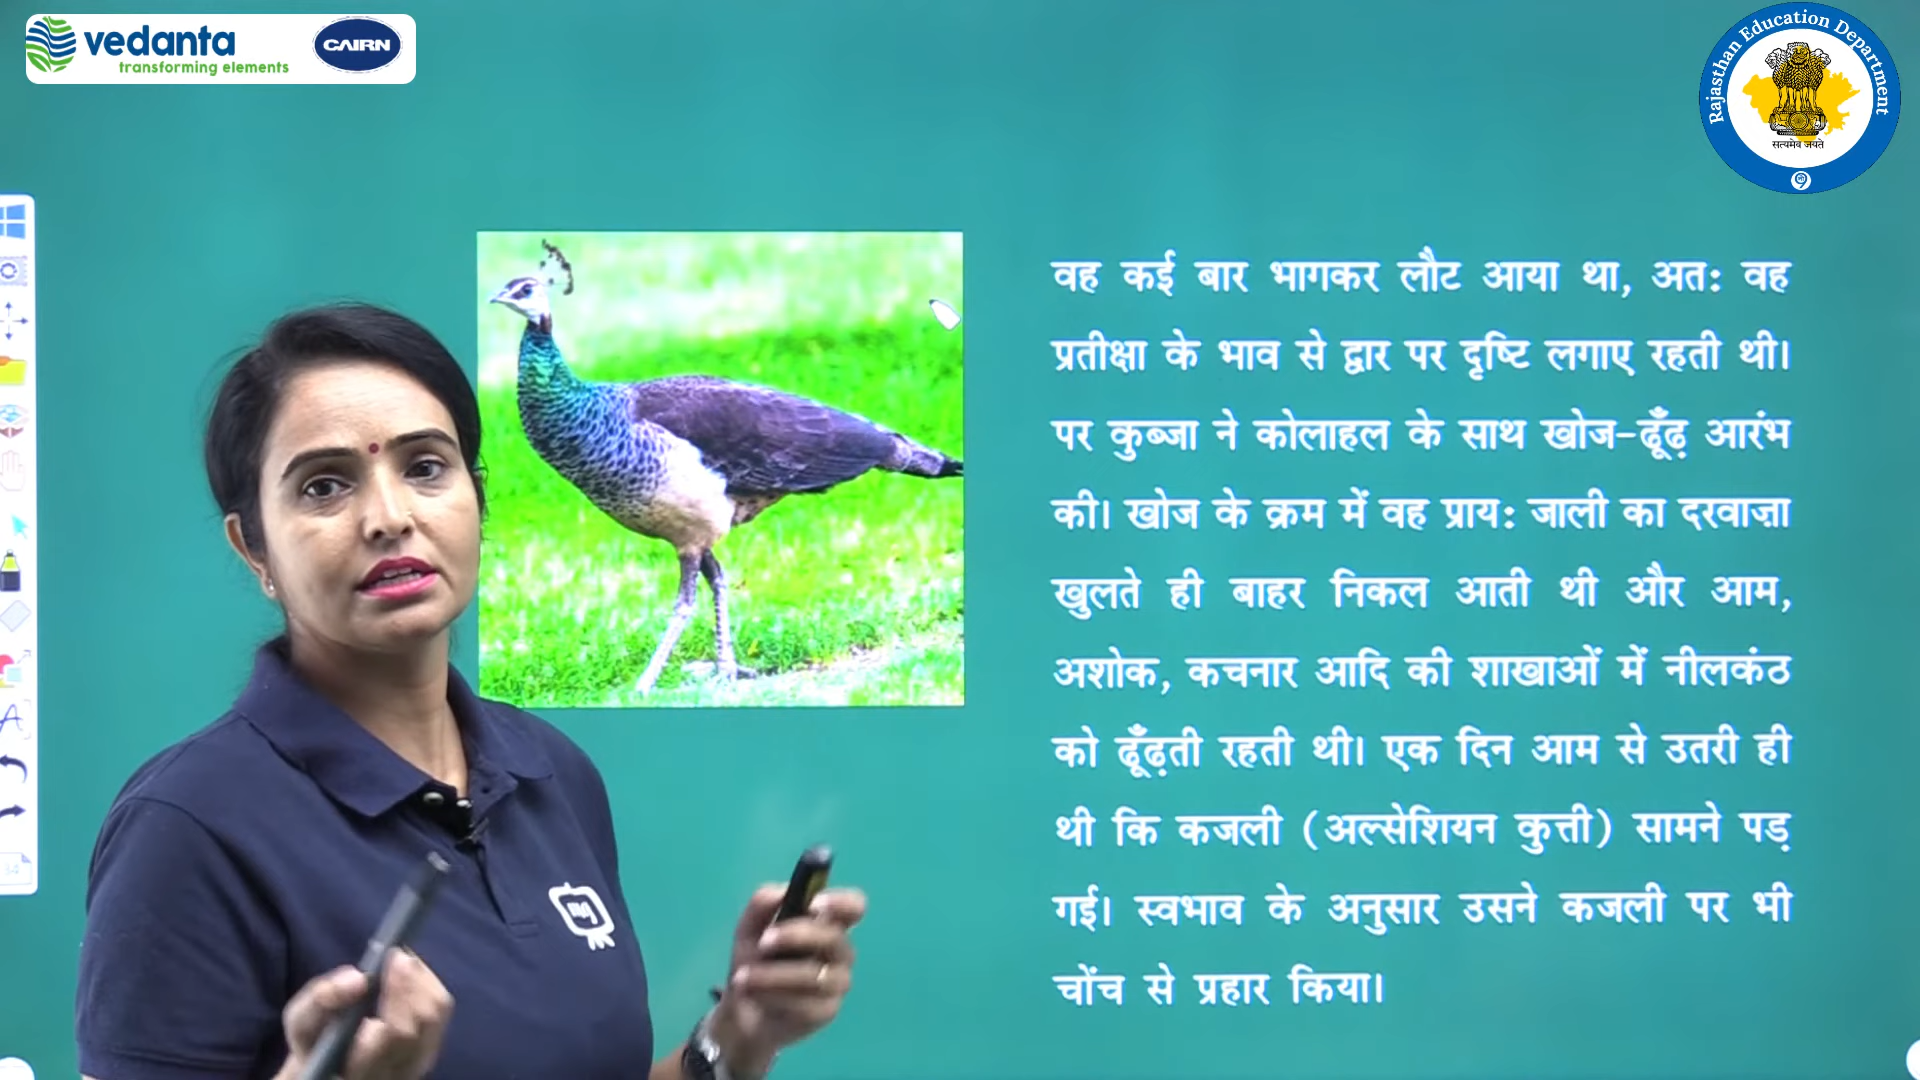 vedanta
transforming elements
CAIRN
Rajasthan Education Department
सत्यमेव जयते
वह कई बार भागकर लौट आया था, अत: वह
प्रतीक्षा के भाव से द्वार पर दृष्टि लगाए रहती थी।
पर कुब्जा ने कोलाहल के साथ खोज-ढूँढ़ आरंभ
की। खोज के क्रम में वह प्राय: जाली का दरवाज़ा
खुलते ही बाहर निकल आती थी और आम,
अशोक, कचनार आदि की शाखाओं में नीलकंठ
को ढूँढ़ती रहती थी। एक दिन आम से उतरी ही
थी कि कजली (अल्सेशियन कुत्ती) सामने पड़
गई। स्वभाव के अनुसार उसने कजली पर भी
चोंच से प्रहार किया।